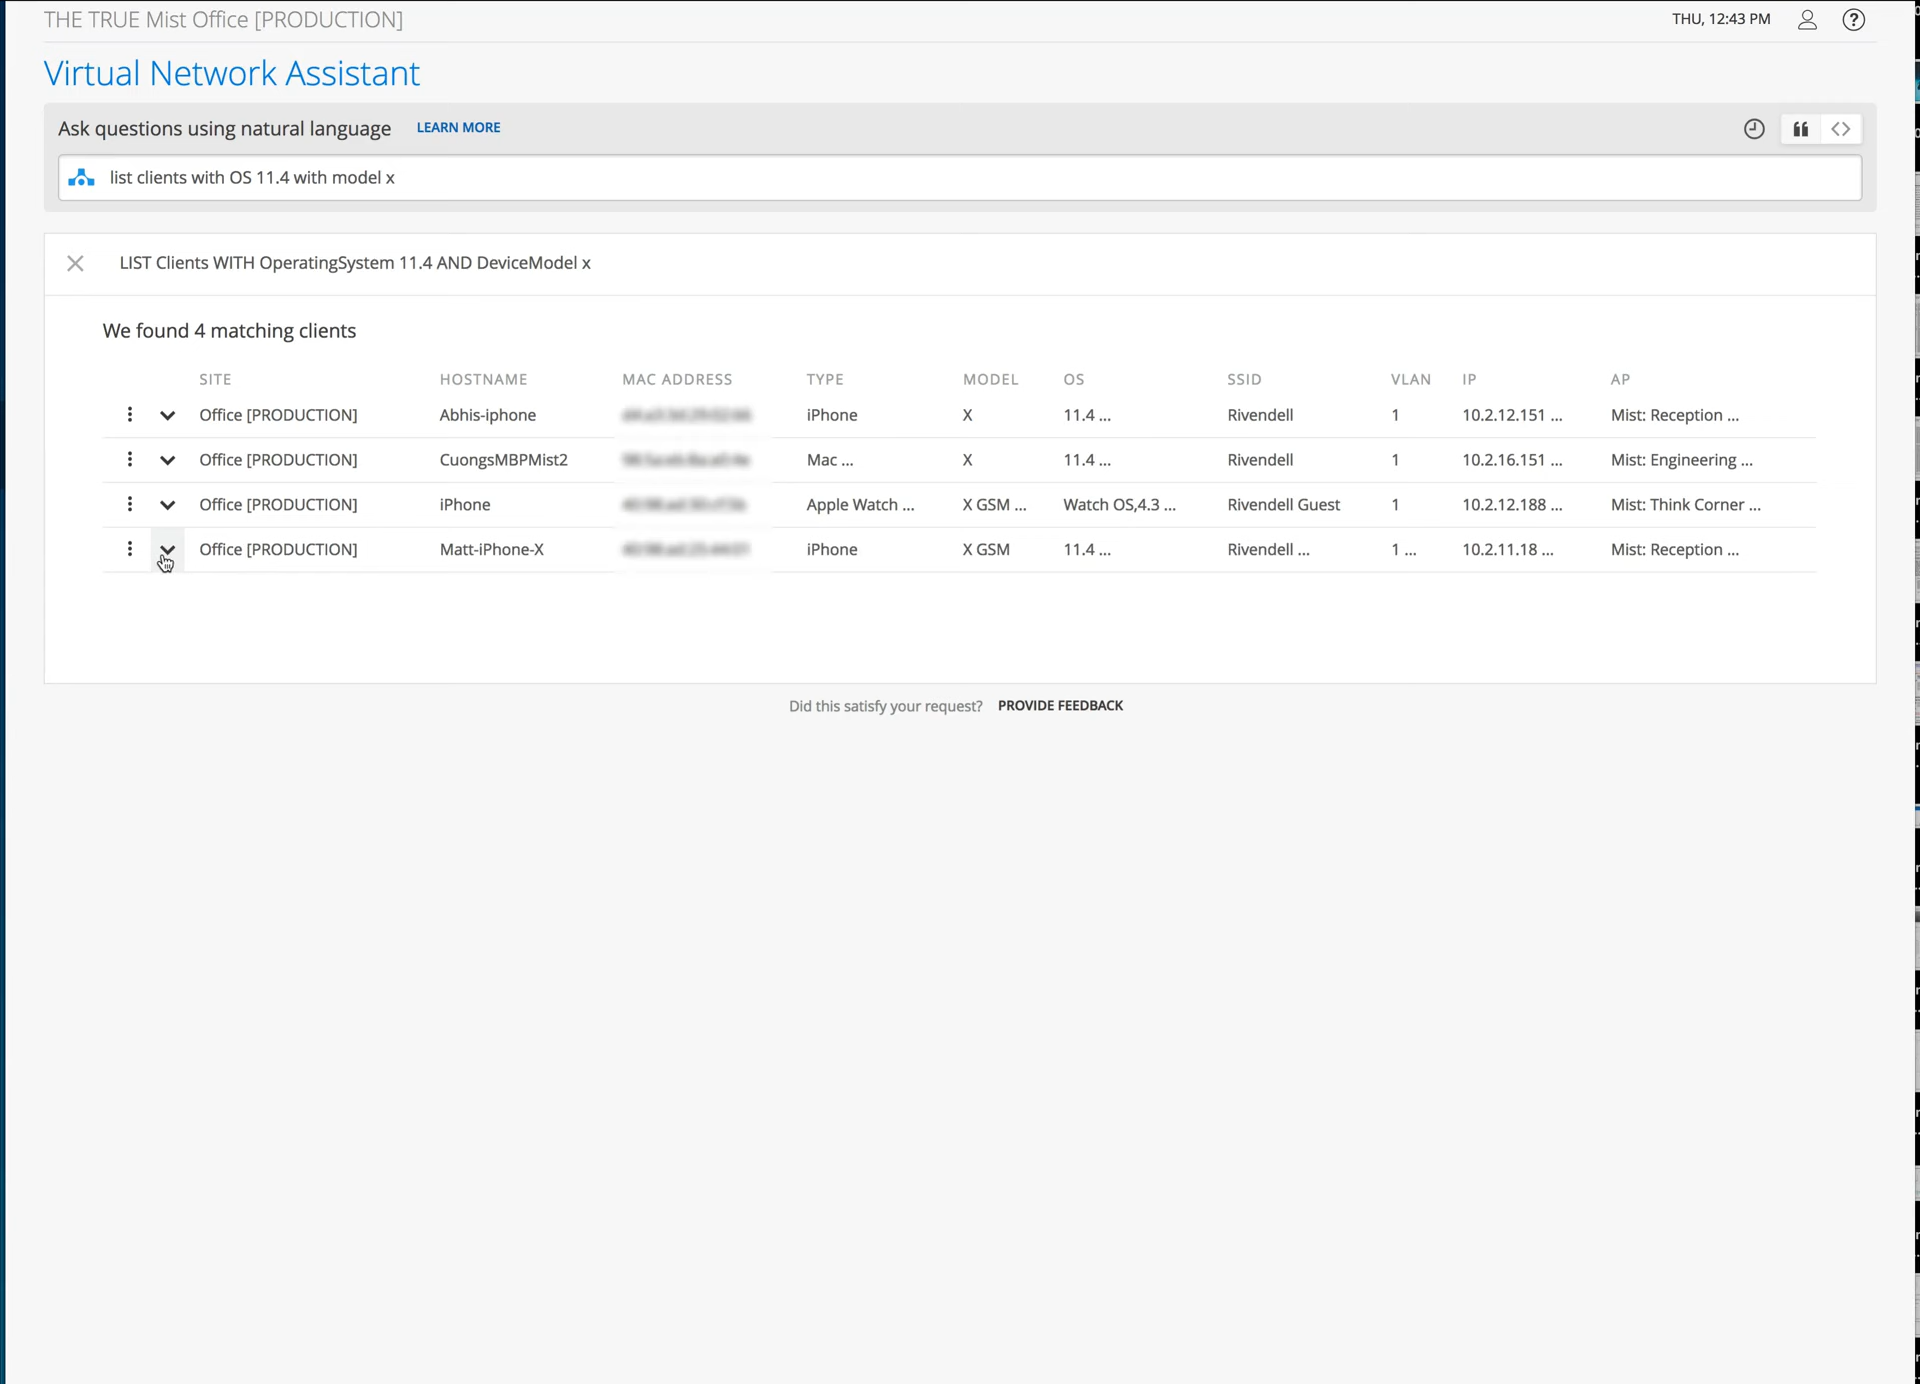 THE TRUE Mist Office [PRODUCTION] THU, 12:43 PM
Virtual Network Assistant
Ask questions using natural language LEARN MORE
list clients with OS 11.4 with model x
LIST Clients WITH OperatingSystem 11.4 AND DeviceModel x
We found 4 matching clients
SITE HOSTNAME MAC ADDRESS TYPE MODEL OS SSID VLAN IP AP
Office [PRODUCTION] Abhis-iphone iPhone X 11.4 ... Rivendell 1 10.2.12.151 ... Mist: Reception ...
Office [PRODUCTION] CuongsMBPMist2 Mac ... X 11.4 ... Rivendell 1 10.2.16.151 ... Mist: Engineering ...
Office [PRODUCTION] iPhone Apple Watch ... X GSM ... Watch OS,4.3 ... Rivendell Guest 1 10.2.12.188 ... Mist: Think Corner ...
Office [PRODUCTION] Matt-iPhone-X iPhone X GSM 11.4 ... Rivendell ... 1 ... 10.2.11.18 ... Mist: Reception ...
Did this satisfy your request? PROVIDE FEEDBACK